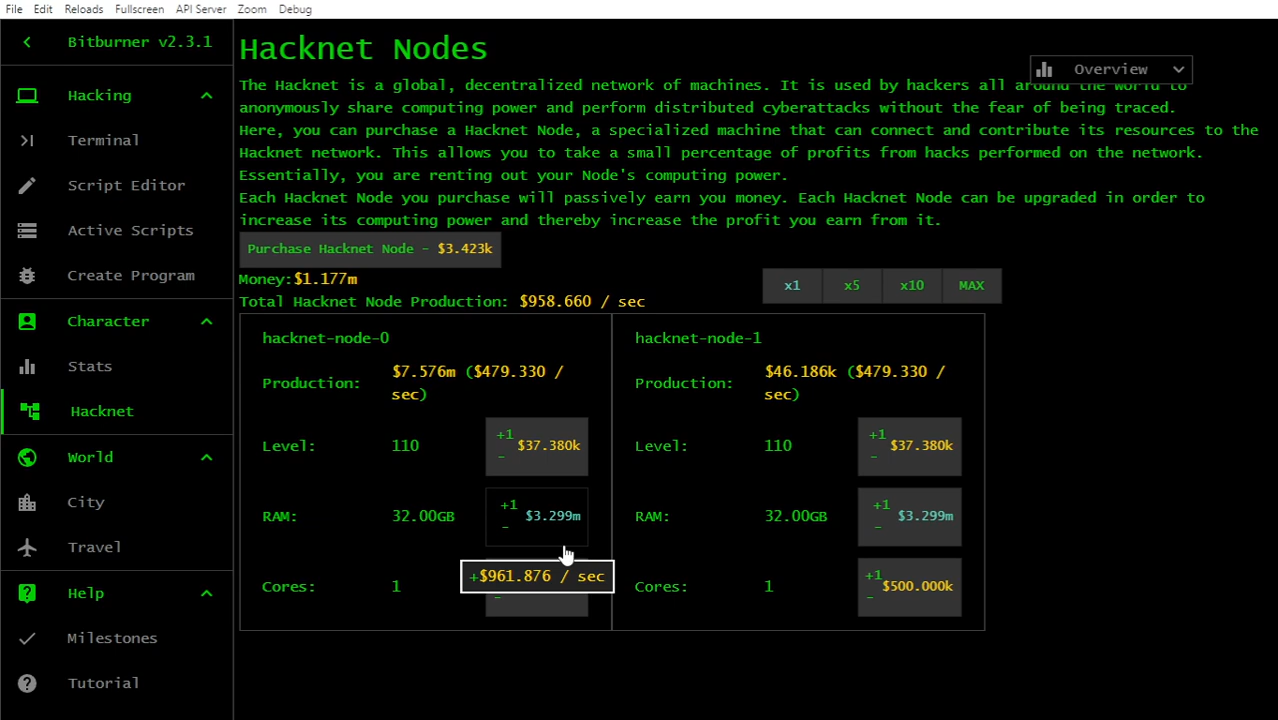 File Edit Reloads Fullscreen API Server Zoom Debug
Bitburner v2.3.1
Hacking
Terminal
Script Editor
Active Scripts
Create Program
Character
Stats
Hacknet
World
City
Travel
Help
Milestones
Tutorial
Hacknet Nodes
Overview
The Hacknet is a global, decentralized network of machines. It is used by hackers all around the world to
anonymously share computing power and perform distributed cyberattacks without the fear of being traced.
Here, you can purchase a Hacknet Node, a specialized machine that can connect and contribute its resources to the
Hacknet network. This allows you to take a small percentage of profits from hacks performed on the network.
Essentially, you are renting out your Node's computing power.
Each Hacknet Node you purchase will passively earn you money. Each Hacknet Node can be upgraded in order to
increase its computing power and thereby increase the profit you earn from it.
Purchase Hacknet Node - $3.423k
Money:$1.177m
Total Hacknet Node Production: $958.660 / sec
x1 x5 x10 MAX
hacknet-node-0
Production: $7.576m ($479.330 /
sec)
Level: 110 +1 - $37.380k
RAM: 32.00GB +1 - $3.299m
+$961.876 / sec
Cores: 1 -
hacknet-node-1
Production: $46.186k ($479.330 /
sec)
Level: 110 +1 - $37.380k
RAM: 32.00GB +1 - $3.299m
Cores: 1 +1 - $500.000k